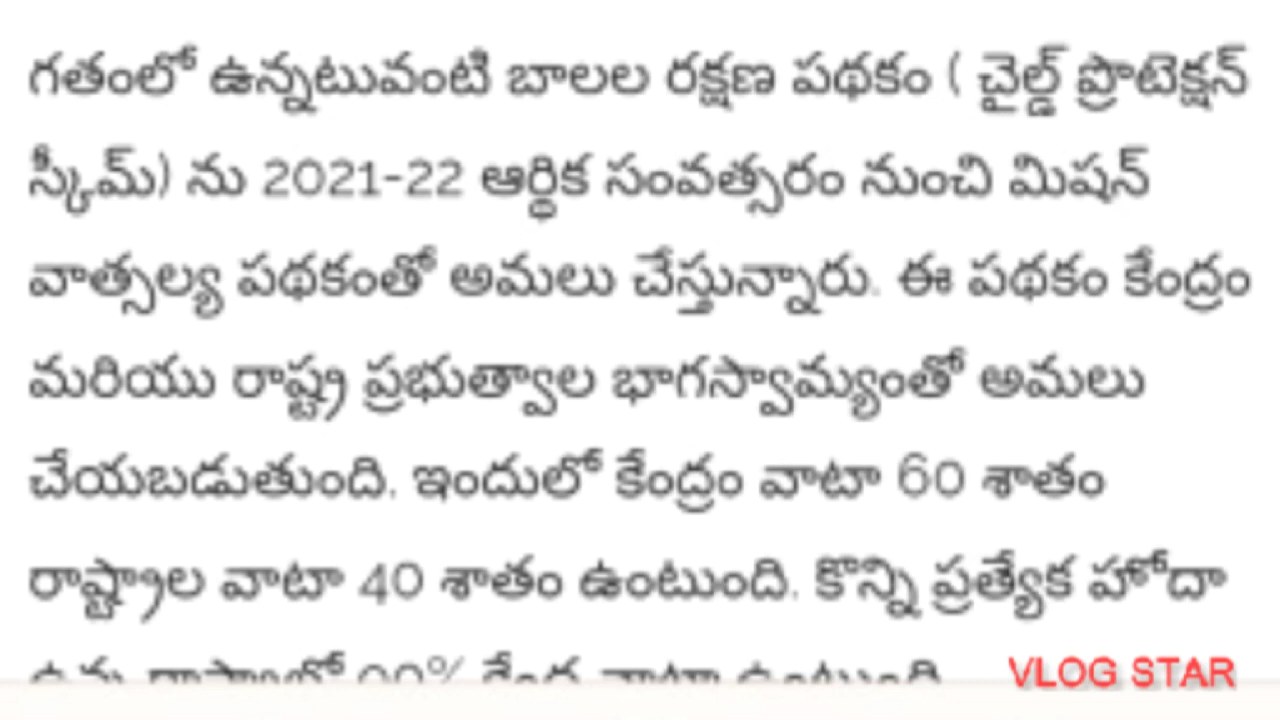 గతంలో ఉన్నటువంటి బాలల రక్షణ పథకం ( చైల్డ్ ప్రొటెక్షన్
స్కీమ్) ను 2021-22 ఆర్థిక సంవత్సరం నుంచి మిషన్
వాత్సల్య పథకంతో అమలు చేస్తున్నారు. ఈ పథకం కేంద్రం
మరియు రాష్ట్ర ప్రభుత్వాల భాగస్వామ్యంతో అమలు
చేయబడుతుంది. ఇందులో కేంద్రం వాటా 60 శాతం
రాష్ట్రాల వాటా 40 శాతం ఉంటుంది. కొన్ని ప్రత్యేక హోదా
VLOG STAR